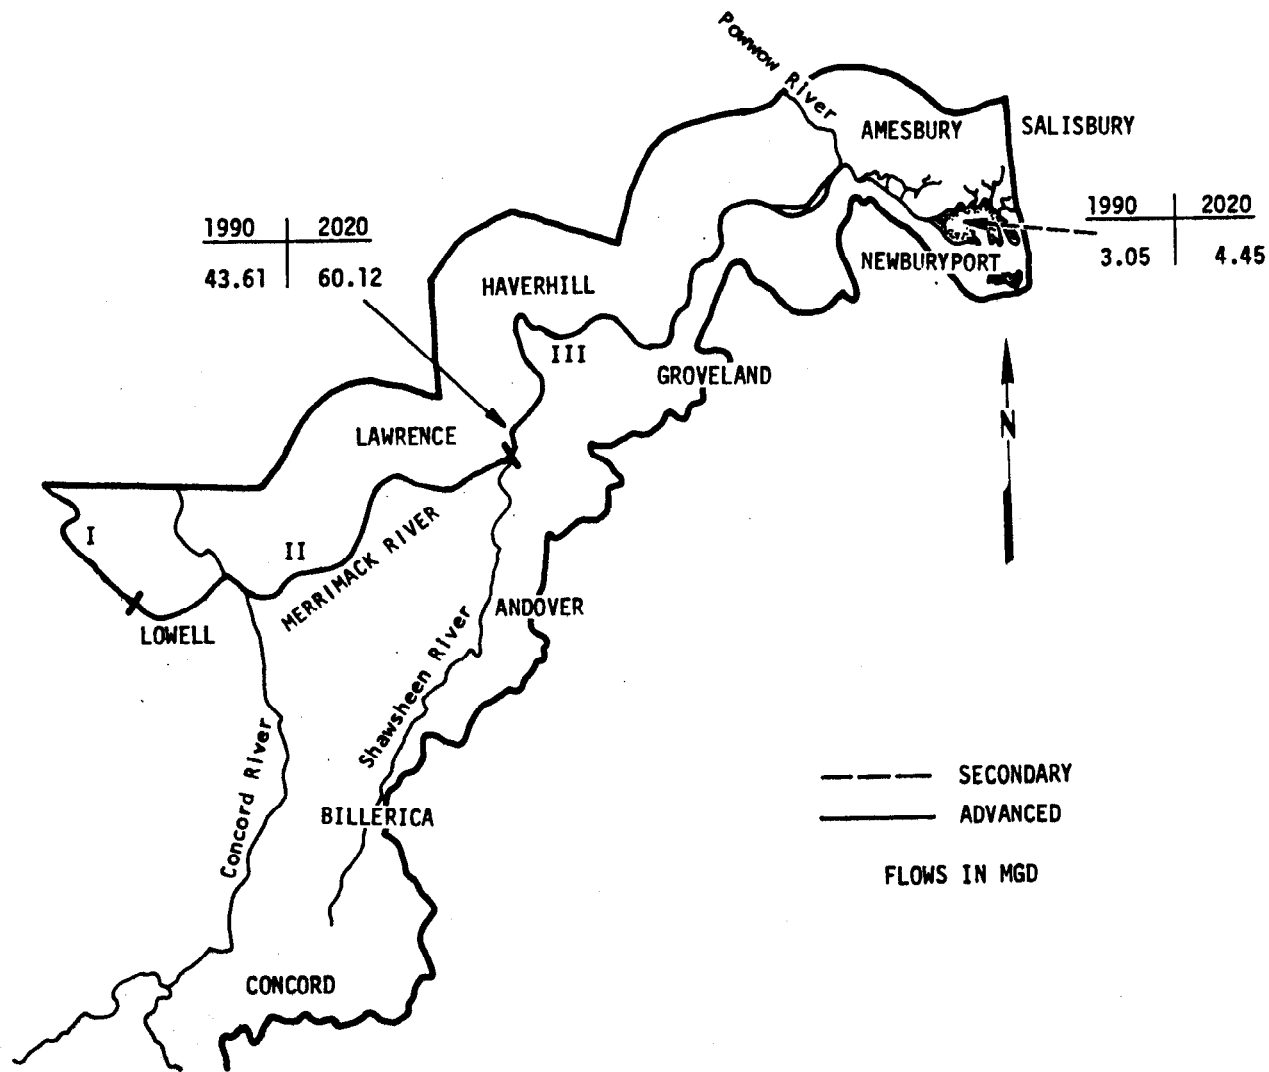 Powwow River
AMESBURY
SALISBURY
1990 2020
3.05 4.45
1990 2020
43.61 60.12
NEWBURYPORT
HAVERHILL
III
GROVELAND
LAWRENCE
N
I
II
MERRIMACK RIVER
LOWELL
ANDOVER
Shawsheen River
Concord River
BILLERICA
SECONDARY
ADVANCED
FLOWS IN MGD
CONCORD